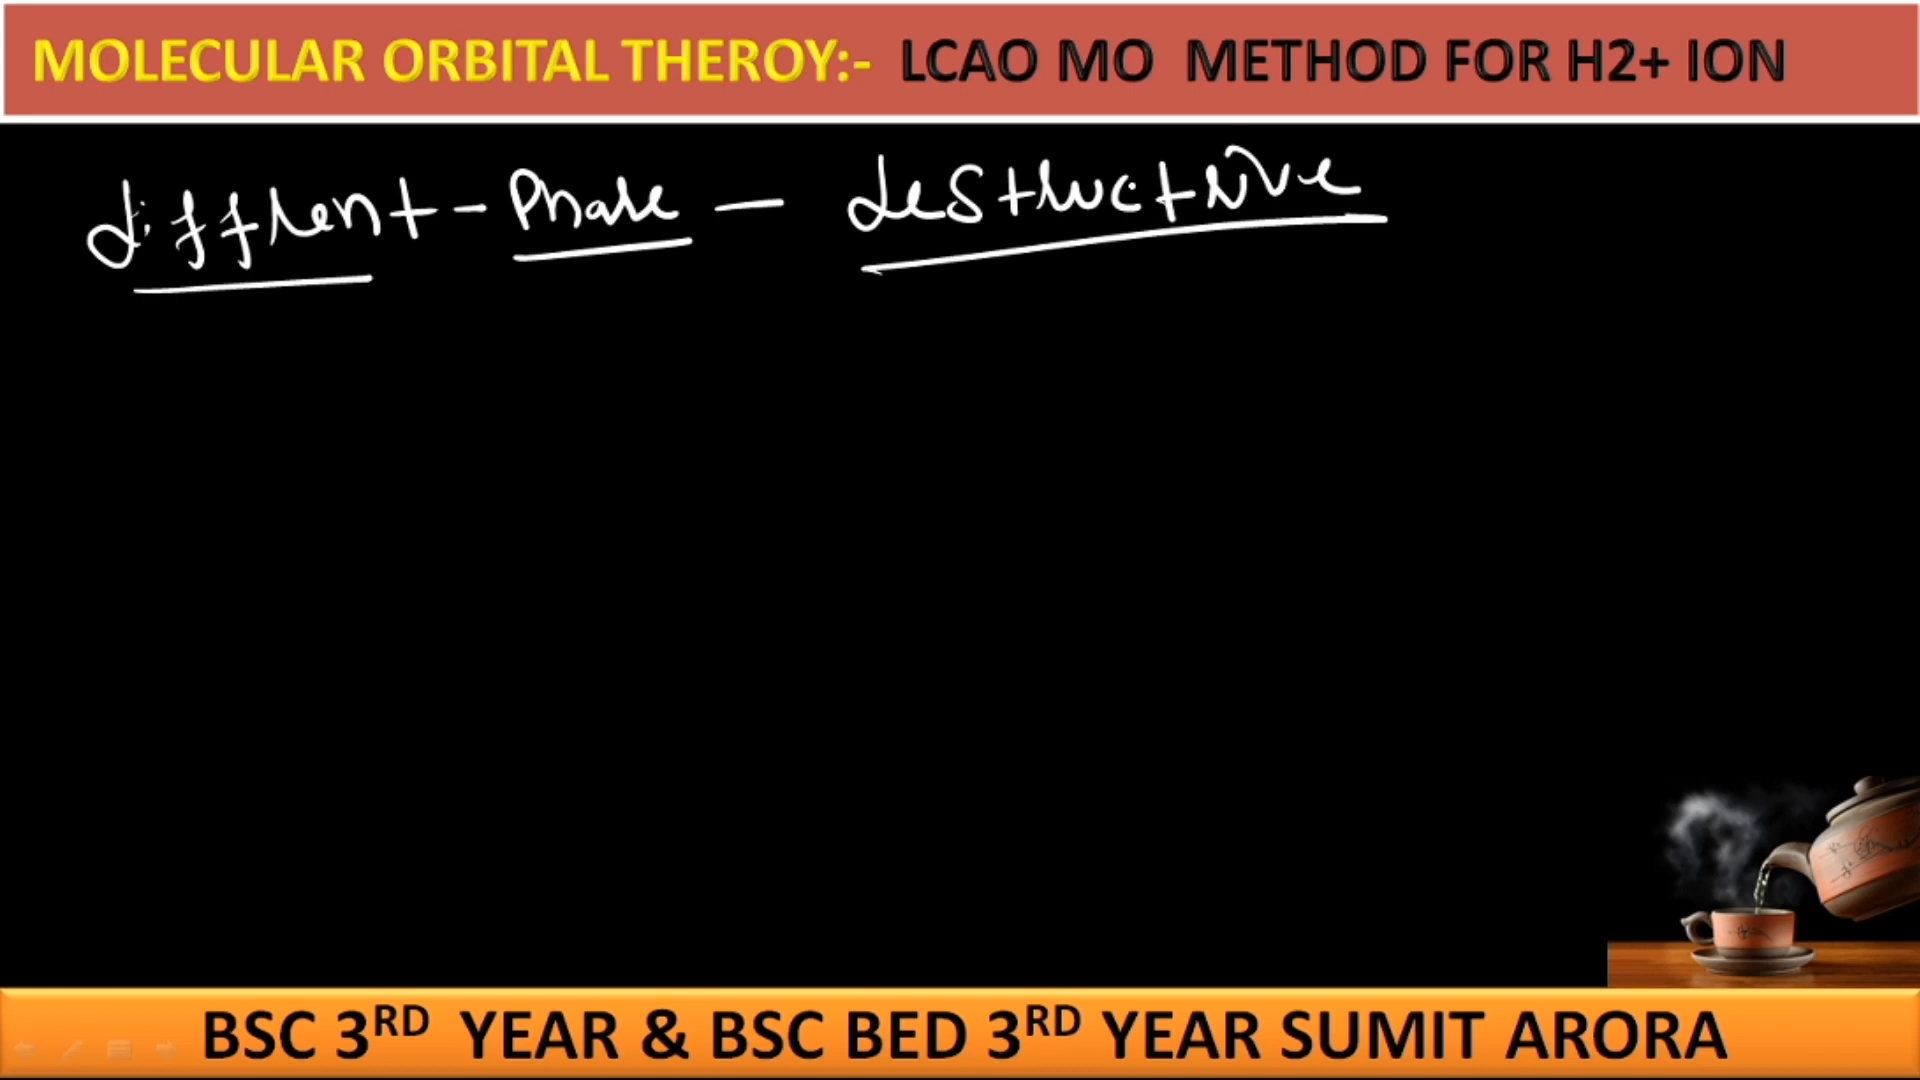 MOLECULAR ORBITAL THEROY:- LCAO MO METHOD FOR H2+ ION
diffrent - Phase - destructive
BSC 3RD YEAR & BSC BED 3RD YEAR SUMIT ARORA